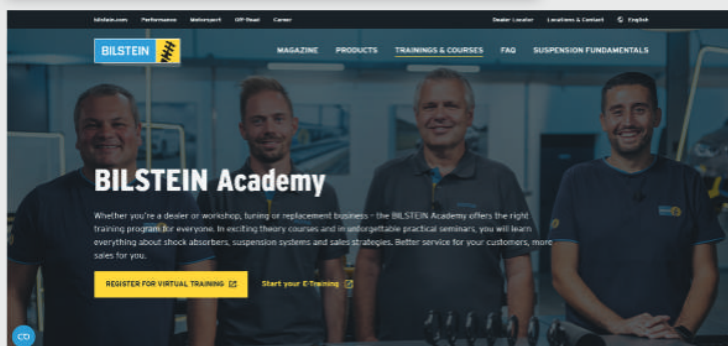 bilstein.com Performance Motorsport Off-Road Career Dealer Locator Locations & Contact English
BILSTEIN MAGAZINE PRODUCTS TRAININGS & COURSES FAQ SUSPENSION FUNDAMENTALS
BILSTEIN Academy
Whether you're a dealer or workshop, tuning or replacement business - the BILSTEIN Academy offers the right
training program for everyone. In exciting theory courses and in unforgettable practical seminars, you will learn
everything about shock absorbers, suspension systems and sales strategies. Better service for your customers, more
sales for you.
REGISTER FOR VIRTUAL TRAINING Start your E-Training